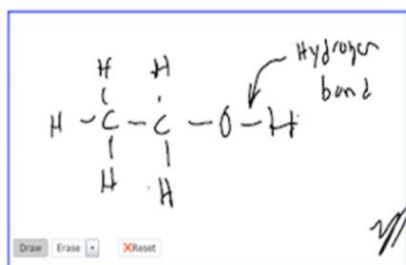 Hydrogen
bond
H H
H - C - C - O - H
H H
Draw Erase Reset